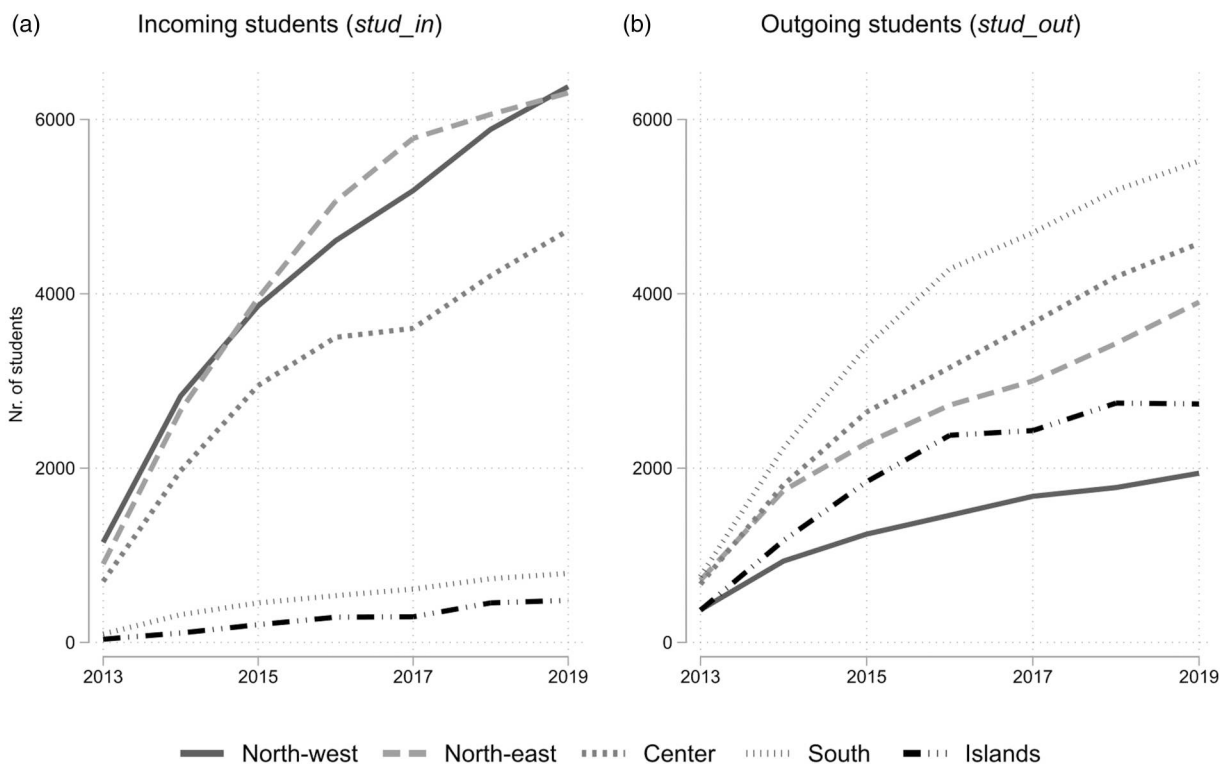 (a) Incoming students (stud_in)
(b) Outgoing students (stud_out)
Nr. of students
6000
4000
2000
0
2013 2015 2017 2019
6000
4000
2000
0
2013 2015 2017 2019
North-west North-east Center South Islands